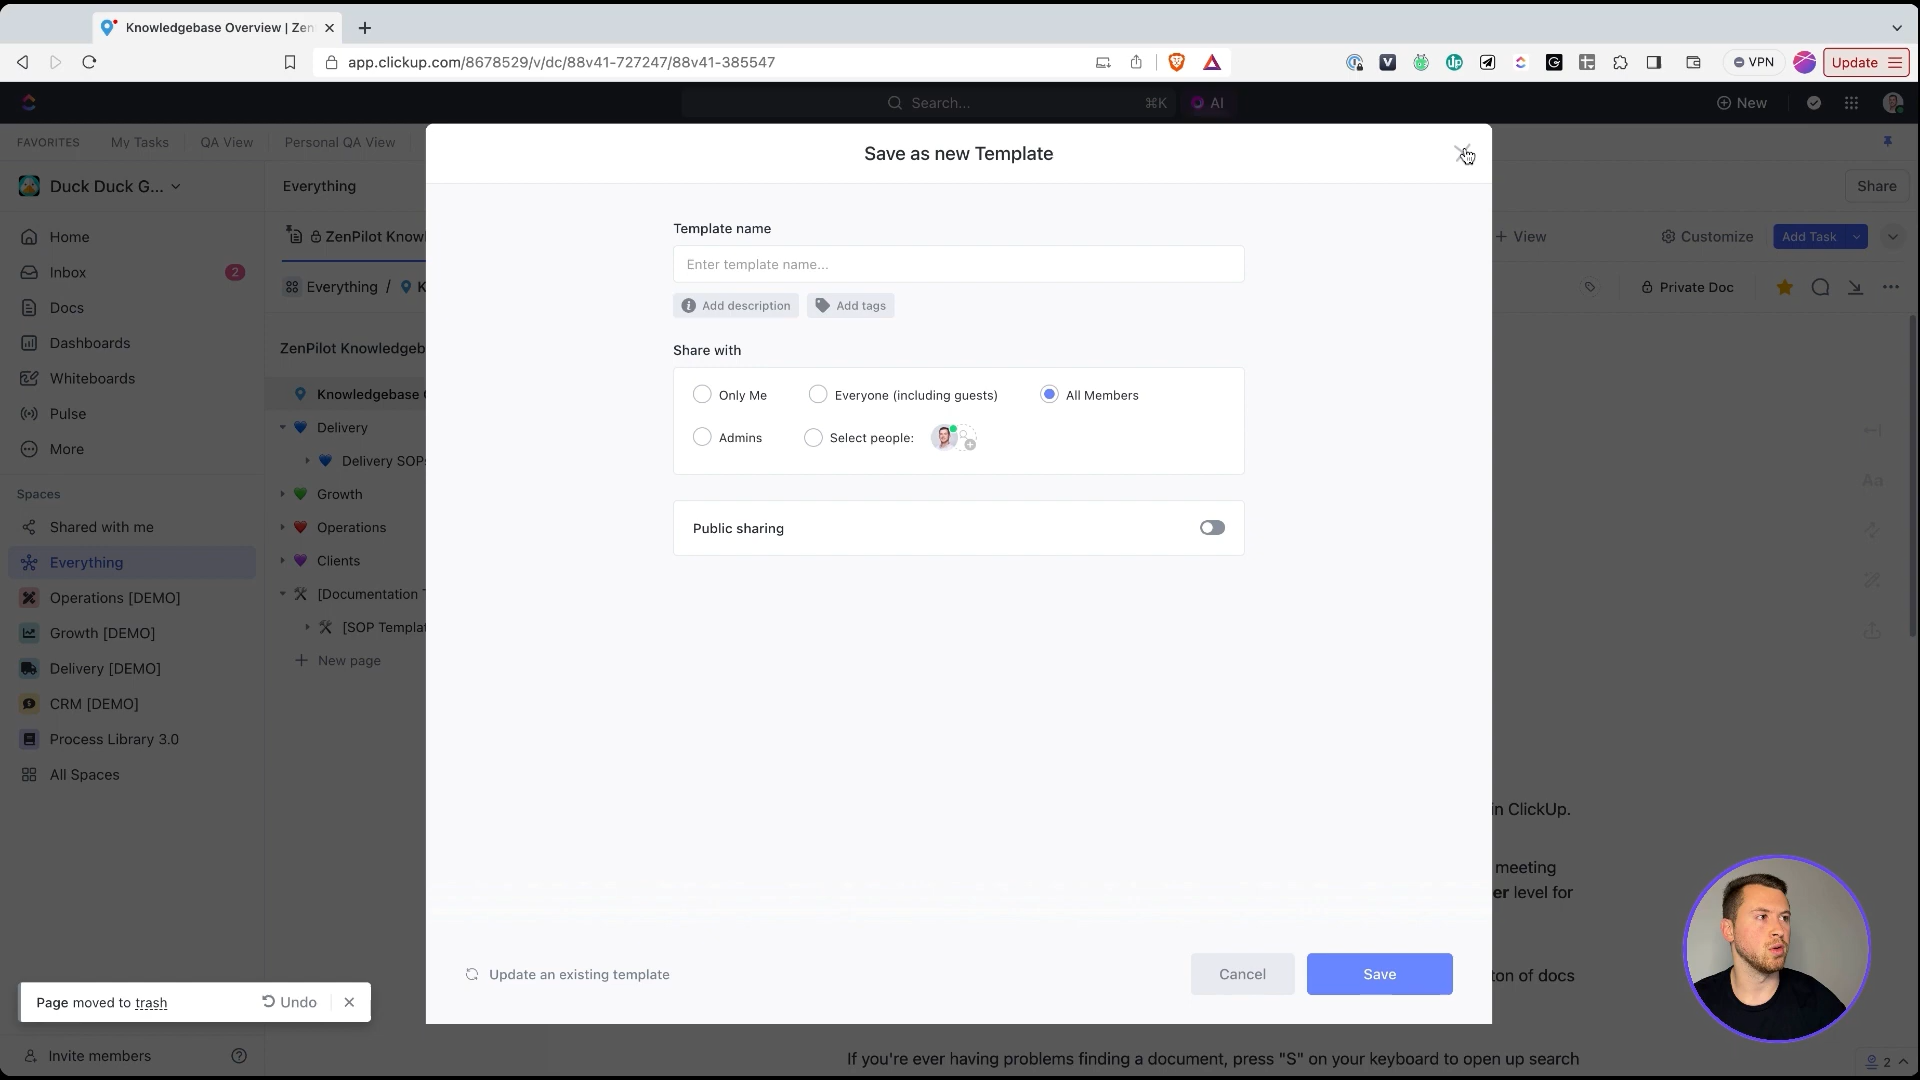 Knowledgebase Overview | Zen
app.clickup.com/8678529/v/dc/88v41-727247/88v41-385547
VPN
Update
Search...
⌘K
AI
New
FAVORITES
My Tasks
QA View
Personal QA View
Save as new Template
Duck Duck G...
Everything
Share
Home
Inbox
2
Docs
Dashboards
Whiteboards
Pulse
More
Spaces
Shared with me
Everything
Operations [DEMO]
Growth [DEMO]
Delivery [DEMO]
CRM [DEMO]
Process Library 3.0
All Spaces
Invite members
ZenPilot Know
Everything /
ZenPilot Knowledgeb
Knowledgebase
Delivery
Delivery SOPs
Growth
Operations
Clients
[Documentation
[SOP Templat
New page
Template name
Enter template name...
Add description
Add tags
Share with
Only Me
Everyone (including guests)
All Members
Admins
Select people:
Public sharing
Update an existing template
Cancel
Save
+ View
Customize
Add Task
Private Doc
Aa
in ClickUp.
meeting
er level for
ton of docs
If you're ever having problems finding a document, press "S" on your keyboard to open up search
Page moved to trash
Undo
2